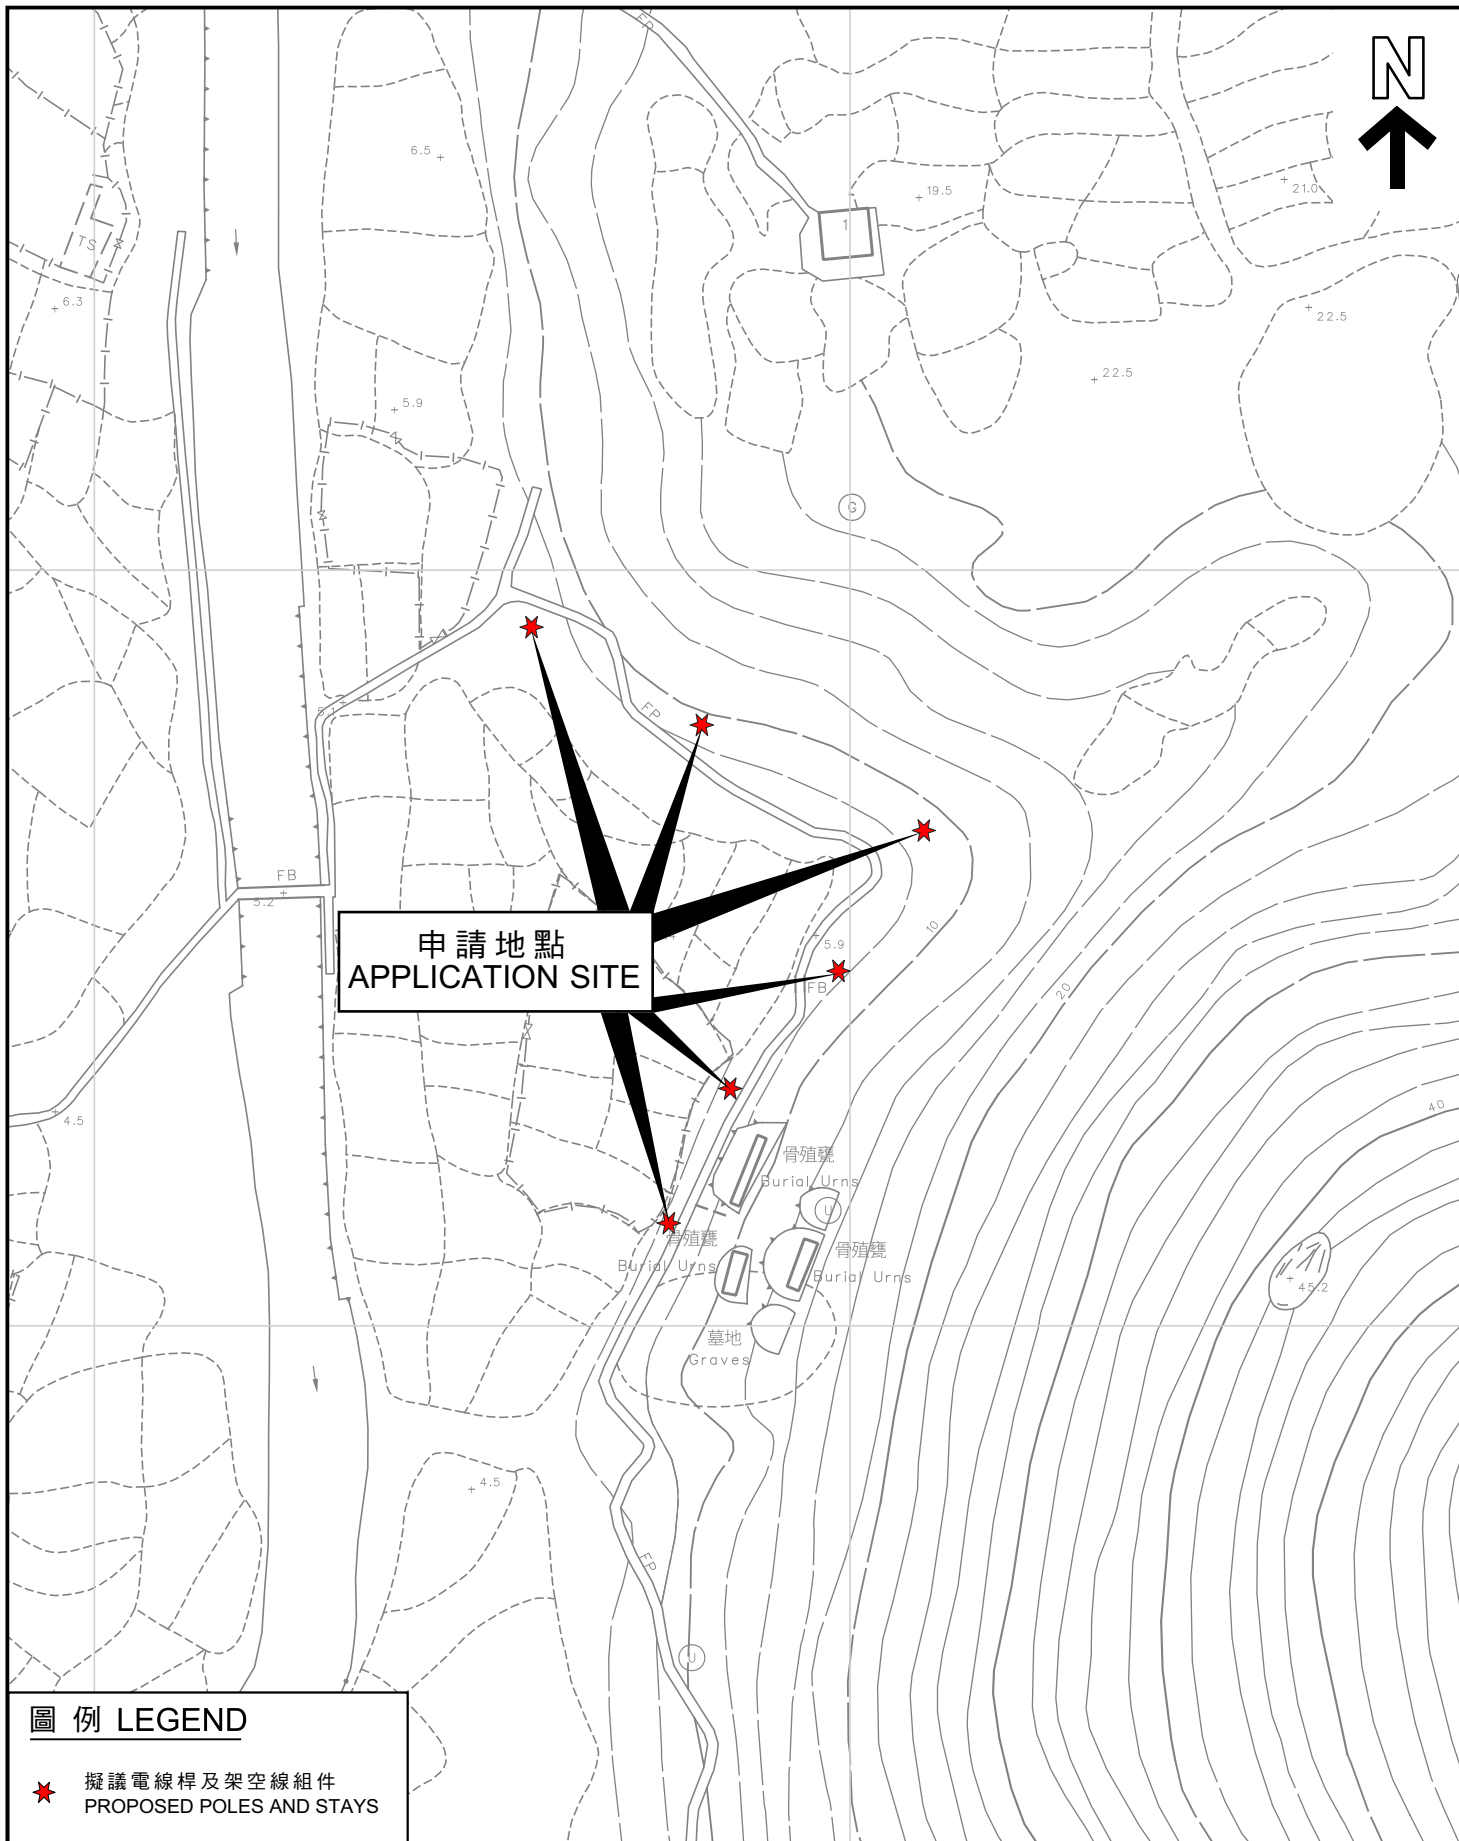 FP
N
6.5
19.5
21.0
1
TS
6.3
22.5
22.5
5.9
G
5.1
FP
FB
5.2
10
5.9
申請地點
APPLICATION SITE
FB
20
40
4.5
骨殖甕
Burial Urns
U
骨殖甕
Burial Urns
骨殖甕
Burial Urns
45.2
墓地
Graves
4.5
FP
U
圖 例 LEGEND
擬議電線桿及架空線組件
PROPOSED POLES AND STAYS